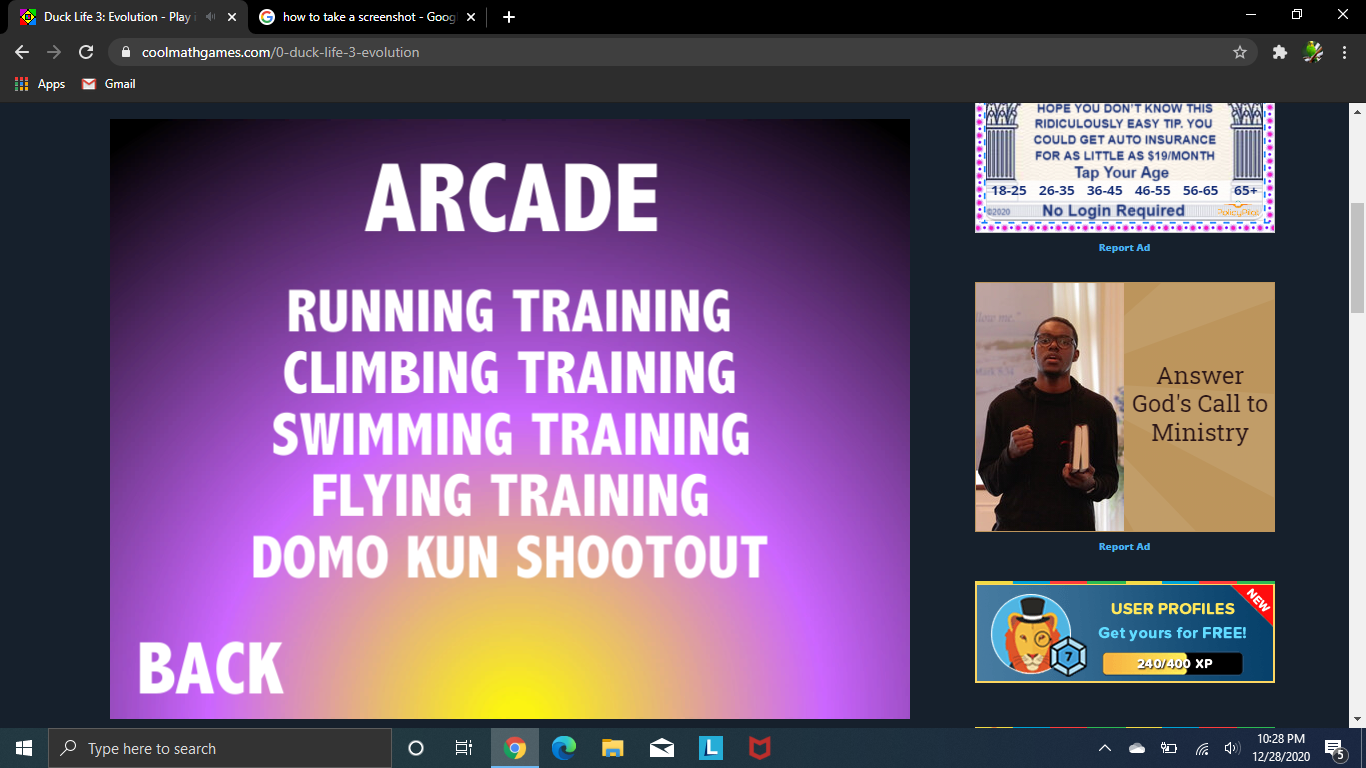 Duck Life 3: Evolution - Play
how to take a screenshot - Goog
coolmathgames.com/0-duck-life-3-evolution
Apps
Gmail
ARCADE
RUNNING TRAINING
CLIMBING TRAINING
SWIMMING TRAINING
FLYING TRAINING
DOMO KUN SHOOTOUT
BACK
HOPE YOU DON'T KNOW THIS
RIDICULOUSLY EASY TIP. YOU
COULD GET AUTO INSURANCE
FOR AS LITTLE AS $19/MONTH
Tap Your Age
18-25 26-35 36-45 46-55 56-65 65+
©2020 No Login Required PolicyPilot
Report Ad
llow me."
Answer
God's Call to
Ministry
Report Ad
NEW
USER PROFILES
Get yours for FREE!
7
240/400 XP
Type here to search
L
10:28 PM
12/28/2020
5